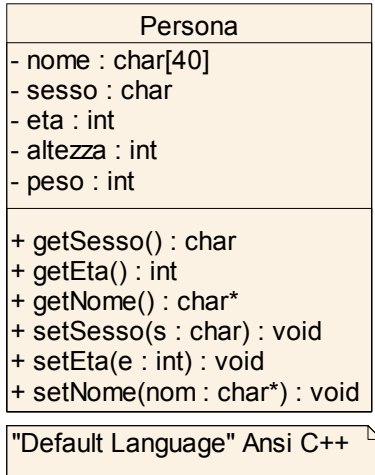 Persona
- nome : char[40]
- sesso : char
- eta : int
- altezza : int
- peso : int
+ getSesso() : char
+ getEta() : int
+ getNome() : char*
+ setSesso(s : char) : void
+ setEta(e : int) : void
+ setNome(nom : char*) : void
"Default Language" Ansi C++